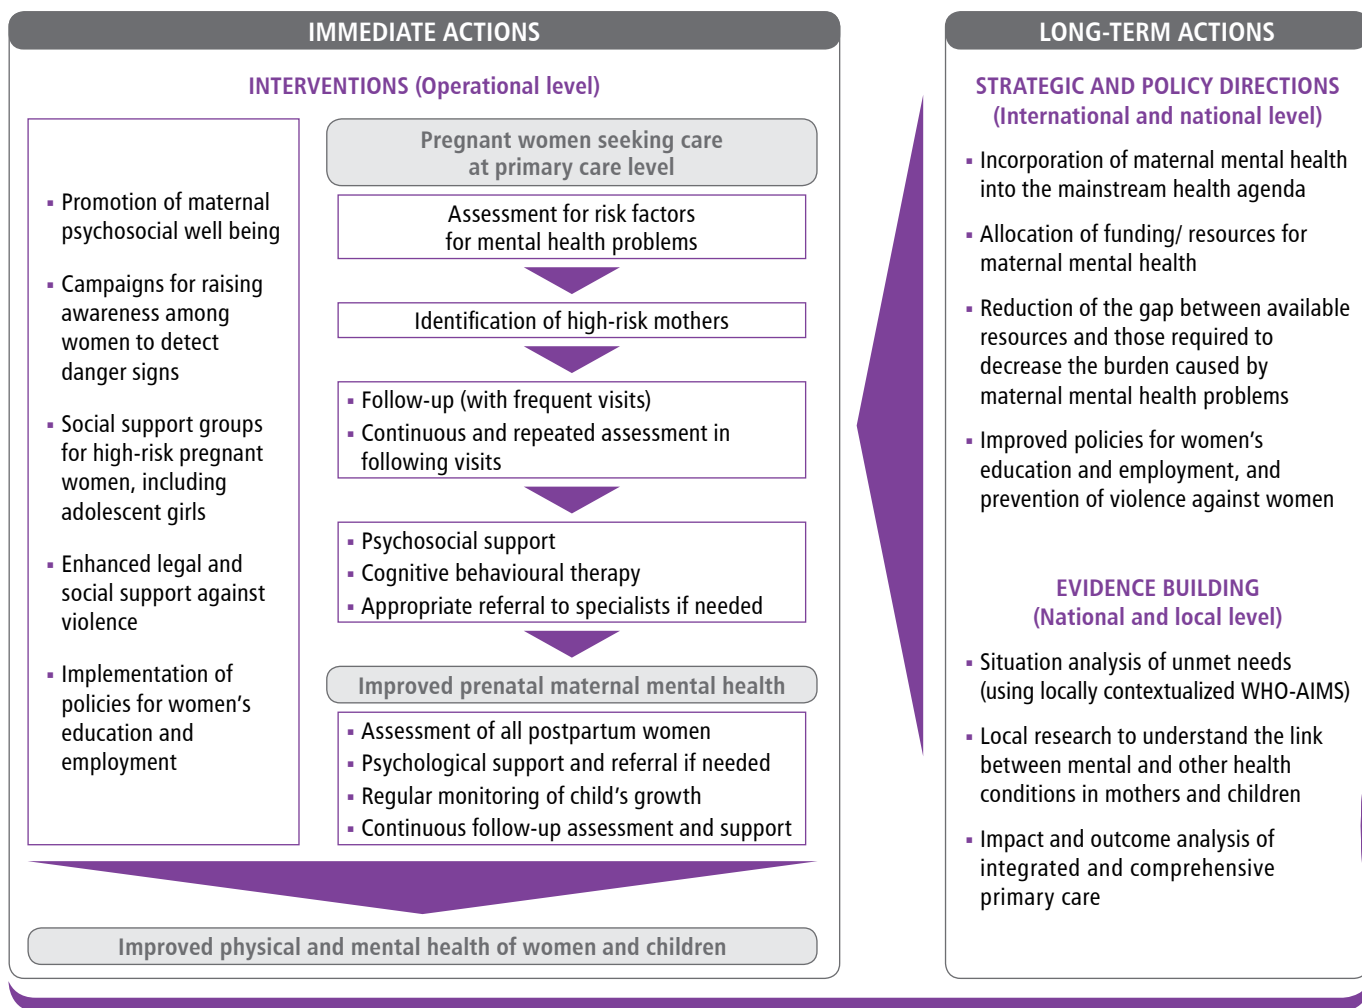 IMMEDIATE ACTIONS
INTERVENTIONS (Operational level)
▪ Promotion of maternal
psychosocial well being
▪ Campaigns for raising
awareness among
women to detect
danger signs
▪ Social support groups
for high-risk pregnant
women, including
adolescent girls
▪ Enhanced legal and
social support against
violence
▪ Implementation of
policies for women’s
education and
employment
Pregnant women seeking care
at primary care level
Assessment for risk factors
for mental health problems
Identification of high-risk mothers
▪ Follow-up (with frequent visits)
▪ Continuous and repeated assessment in
following visits
▪ Psychosocial support
▪ Cognitive behavioural therapy
▪ Appropriate referral to specialists if needed
Improved prenatal maternal mental health
▪ Assessment of all postpartum women
▪ Psychological support and referral if needed
▪ Regular monitoring of child’s growth
▪ Continuous follow-up assessment and support
Improved physical and mental health of women and children
LONG-TERM ACTIONS
STRATEGIC AND POLICY DIRECTIONS
(International and national level)
▪ Incorporation of maternal mental health
into the mainstream health agenda
▪ Allocation of funding/ resources for
maternal mental health
▪ Reduction of the gap between available
resources and those required to
decrease the burden caused by
maternal mental health problems
▪ Improved policies for women’s
education and employment, and
prevention of violence against women
EVIDENCE BUILDING
(National and local level)
▪ Situation analysis of unmet needs
(using locally contextualized WHO-AIMS)
▪ Local research to understand the link
between mental and other health
conditions in mothers and children
▪ Impact and outcome analysis of
integrated and comprehensive
primary care